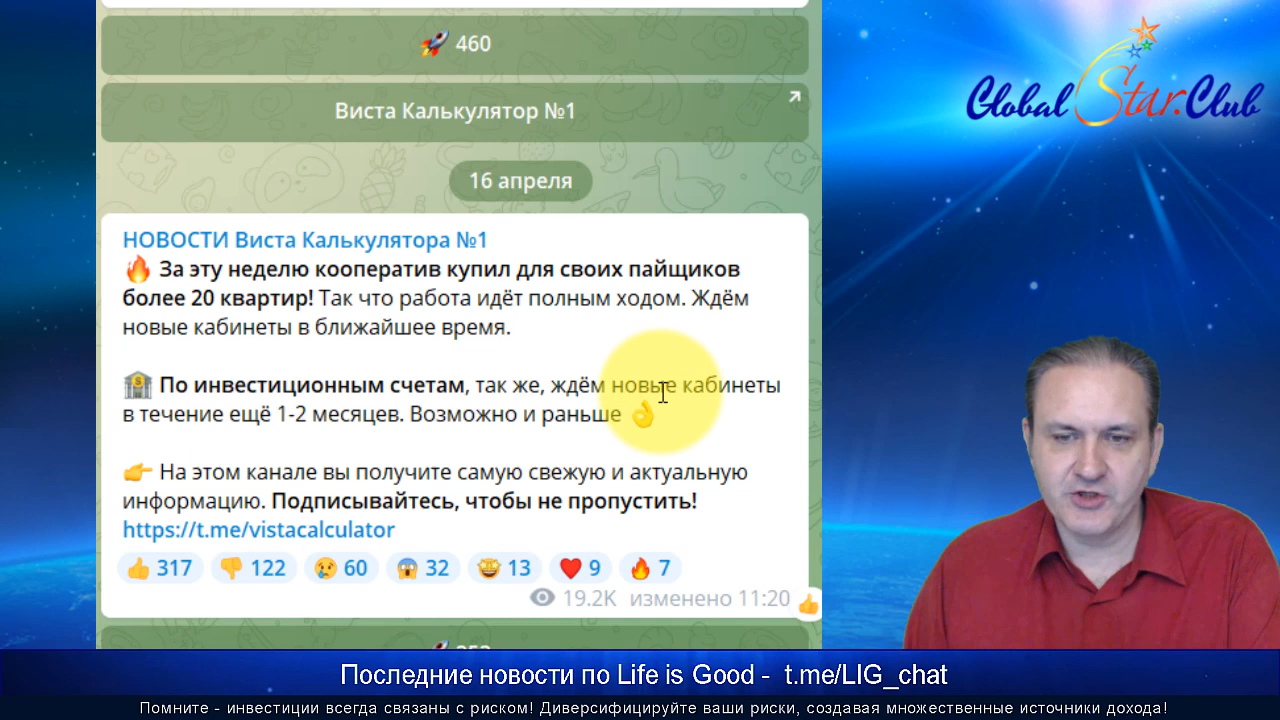 🚀 460
Виста Калькулятор №1
Global Star.Club
16 апреля
НОВОСТИ Виста Калькулятора №1
🔥 За эту неделю кооператив купил для своих пайщиков
более 20 квартир! Так что работа идёт полным ходом. Ждём
новые кабинеты в ближайшее время.
🏦 По инвестиционным счетам, так же, ждём новые кабинеты
в течение ещё 1-2 месяцев. Возможно и раньше 👌
👉 На этом канале вы получите самую свежую и актуальную
информацию. Подписывайтесь, чтобы не пропустить!
https://t.me/vistacalculator
👍 317 👎 122 😢 60 😱 32 🤩 13 ❤ 9 🔥 7
19.2K изменено 11:20
Последние новости по Life is Good - t.me/LIG_chat
Помните - инвестиции всегда связаны с риском! Диверсифицируйте ваши риски, создавая множественные источники дохода!